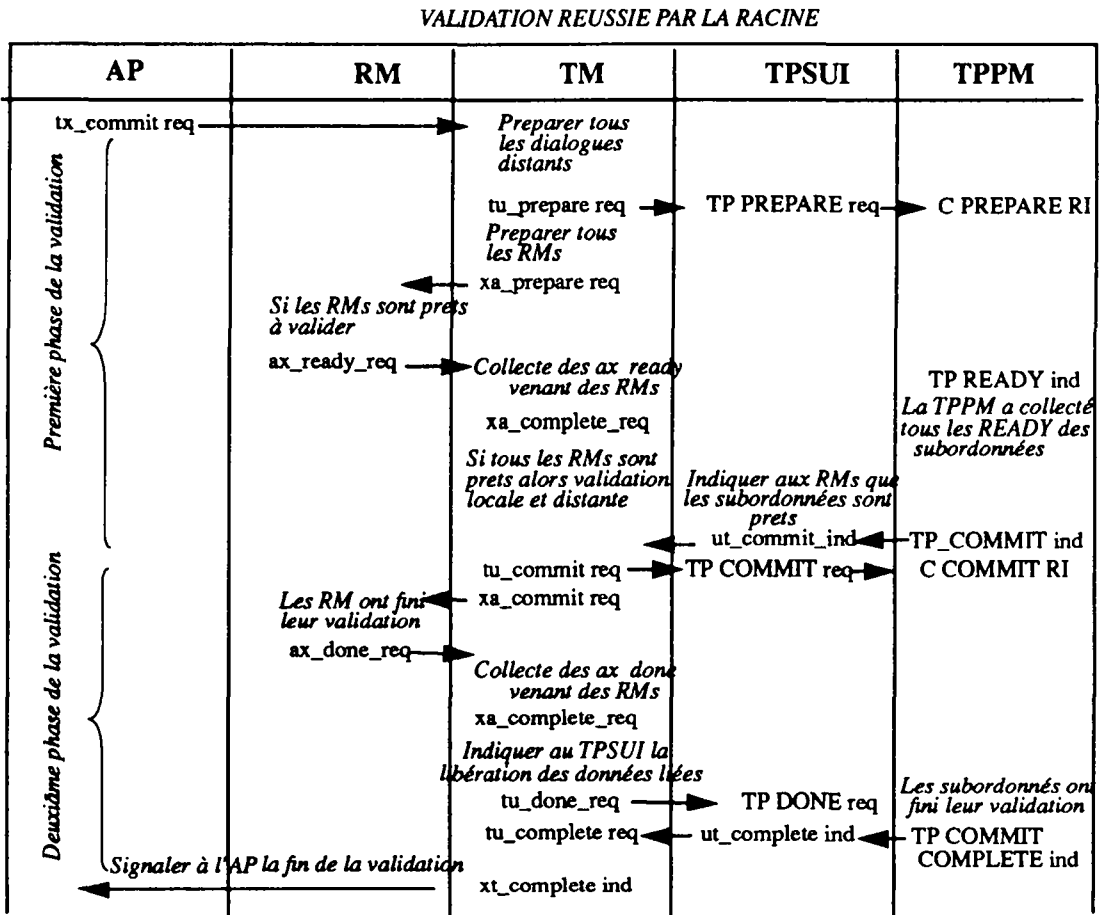 VALIDATION REUSSIE PAR LA RACINE
AP RM TM TPSUI TPPM
tx_commit req
Preparer tous
les dialogues
distants
Première phase de la validation
tu_prepare req TP PREPARE req C PREPARE RI
Preparer tous
les RMs
xa_prepare req
Si les RMs sont prets
à valider
ax_ready_req
Collecte des ax ready
venant des RMs
TP READY ind
La TPPM a collecté
tous les READY des
subordonnées
xa_complete_req
Si tous les RMs sont
prets alors validation
locale et distante
Indiquer aux RMs que
les subordonnées sont
prets
ut_commit_ind TP_COMMIT ind
tu_commit req TP COMMIT req C COMMIT RI
Deuxiàme phase de la validation
Les RM ont fini
leur validation
xa_commit req
ax_done_req
Collecte des ax done
venant des RMs
xa_complete_req
Indiquer au TPSUI la
libération des données liées
tu_done_req TP DONE req
Les subordonnés on
fini leur validation
tu_complete req ut_complete ind TP COMMIT
COMPLETE ind
Signaler à l'AP la fin de la validation
xt_complete ind